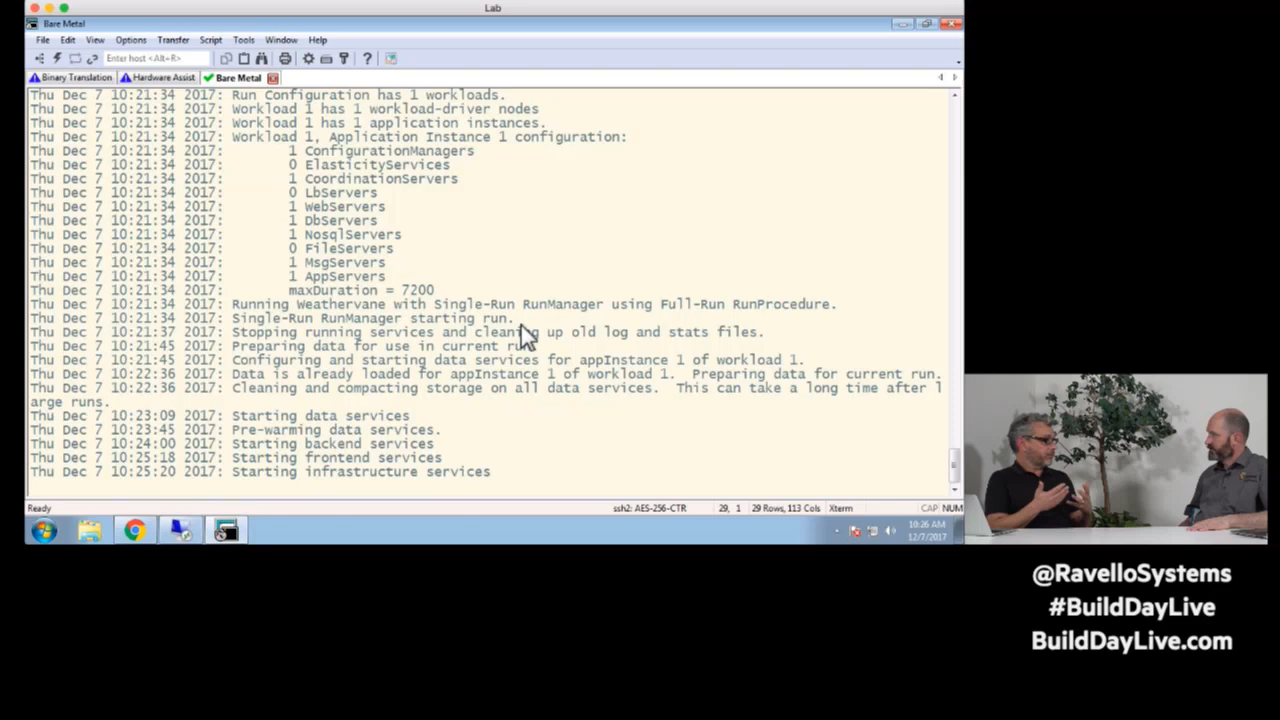 Lab
Bare Metal
File Edit View Options Transfer Script Tools Window Help
Enter host <Alt+R>
Binary Translation Hardware Assist Bare Metal
Thu Dec 7 10:21:34 2017: Run Configuration has 1 workloads.
Thu Dec 7 10:21:34 2017: Workload 1 has 1 workload-driver nodes
Thu Dec 7 10:21:34 2017: Workload 1 has 1 application instances.
Thu Dec 7 10:21:34 2017: Workload 1, Application Instance 1 configuration:
Thu Dec 7 10:21:34 2017: 1 ConfigurationManagers
Thu Dec 7 10:21:34 2017: 0 ElasticityServices
Thu Dec 7 10:21:34 2017: 1 CoordinationServers
Thu Dec 7 10:21:34 2017: 0 LbServers
Thu Dec 7 10:21:34 2017: 1 WebServers
Thu Dec 7 10:21:34 2017: 1 DbServers
Thu Dec 7 10:21:34 2017: 1 NosqlServers
Thu Dec 7 10:21:34 2017: 0 FileServers
Thu Dec 7 10:21:34 2017: 1 MsgServers
Thu Dec 7 10:21:34 2017: 1 AppServers
Thu Dec 7 10:21:34 2017: maxDuration = 7200
Thu Dec 7 10:21:34 2017: Running Weathervane with Single-Run RunManager using Full-Run RunProcedure.
Thu Dec 7 10:21:34 2017: Single-Run RunManager starting run.
Thu Dec 7 10:21:37 2017: Stopping running services and cleaning up old log and stats files.
Thu Dec 7 10:21:45 2017: Preparing data for use in current run.
Thu Dec 7 10:21:45 2017: Configuring and starting data services for appInstance 1 of workload 1.
Thu Dec 7 10:22:36 2017: Data is already loaded for appInstance 1 of workload 1. Preparing data for current run.
Thu Dec 7 10:22:36 2017: Cleaning and compacting storage on all data services. This can take a long time after l
arge runs.
Thu Dec 7 10:23:09 2017: Starting data services
Thu Dec 7 10:23:45 2017: Pre-warming data services.
Thu Dec 7 10:24:00 2017: Starting backend services
Thu Dec 7 10:25:18 2017: Starting frontend services
Thu Dec 7 10:25:20 2017: Starting infrastructure services
Ready ssh2: AES-256-CTR 29, 1 29 Rows, 113 Cols Xterm CAP NUM
10:26 AM
12/7/2017
@RavelloSystems
#BuildDayLive
BuildDayLive.com